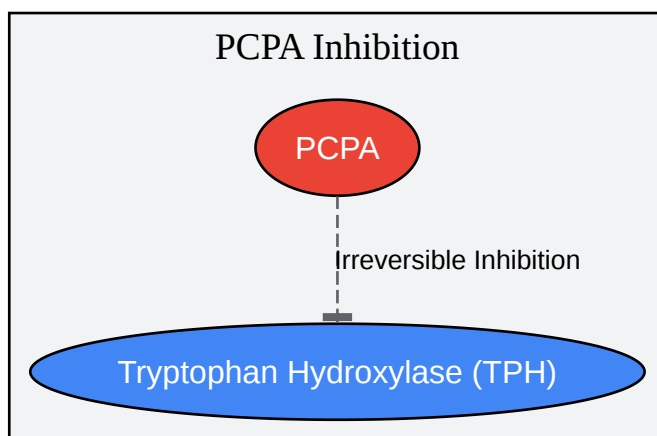 PCPA Inhibition
PCPA
Irreversible Inhibition
Tryptophan Hydroxylase (TPH)